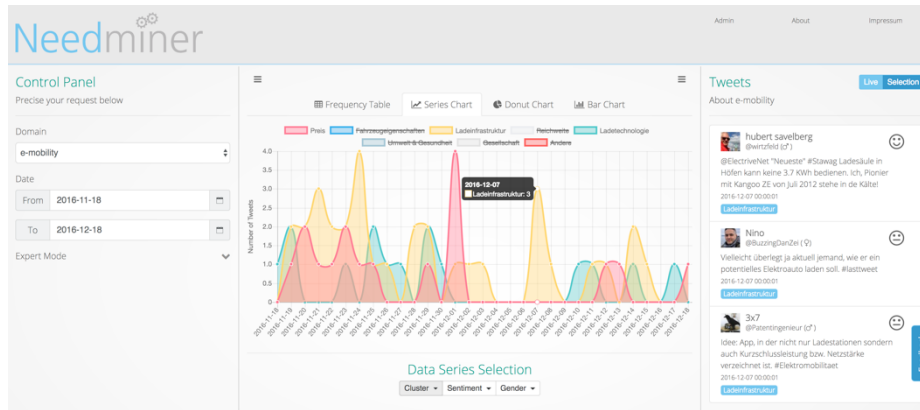 Needminer
Admin About Impressum
Control Panel
Precise your request below
Domain
e-mobility
Date
From 2016-11-18
To 2016-12-18
Expert Mode
Frequency Table Series Chart Donut Chart Bar Chart
Preis Fahrzeugeigenschaften Ladeinfrastruktur Reichweite Ladetechnologie
Umwelt & Gesundheit Gesellschaft Andere
Number of Tweets
4.0
3.5
3.0
2.5
2.0
1.5
1.0
0.5
0
2016-12-07
Ladeinfrastruktur: 3
2016-11-18
2016-11-19
2016-11-20
2016-11-21
2016-11-22
2016-11-23
2016-11-24
2016-11-25
2016-11-26
2016-11-27
2016-11-28
2016-11-29
2016-11-30
2016-12-01
2016-12-02
2016-12-03
2016-12-04
2016-12-05
2016-12-06
2016-12-07
2016-12-08
2016-12-09
2016-12-10
2016-12-11
2016-12-12
2016-12-13
2016-12-14
2016-12-15
2016-12-16
2016-12-17
2016-12-18
Data Series Selection
Cluster Sentiment Gender
Tweets
Live Selection
About e-mobility
hubert savelberg
@wirtzfeld (♂)
@ElectriveNet "Neueste" #Stawag Ladesäule in
Höfen kann keine 3.7 KWh bedienen. Ich, Pionier
mit Kangoo ZE von Juli 2012 stehe in de Kälte!
2016-12-07 00:00:01
Ladeinfrastruktur
Nino
@BuzzingDanZei (♀)
Vielleicht überlegt ja aktuell jemand, wie er ein
potentielles Elektroauto laden soll. #lasttweet
2016-12-07 00:00:01
Ladeinfrastruktur
3x7
@Patentingenieur (♂)
Idee: App, in der nicht nur Ladestationen sondern
auch Kurzschlussleistung bzw. Netzstärke
verzeichnet ist. #Elektromobilitaet
2016-12-07 00:00:01
Ladeinfrastruktur